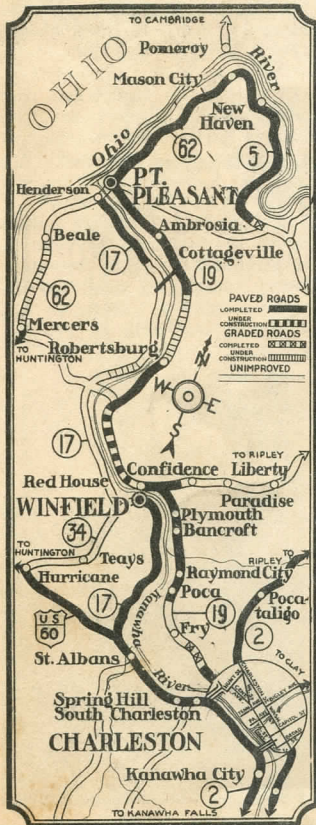 TO CAMBRIDGE
Pomeroy
River
OHIO
Mason City
New
Haven
Ohio
62
5
PT.
PLEASANT
Henderson
Ambrosia
Beale
17
Cottageville
19
62
PAVED ROADS
COMPLETED
UNDER
CONSTRUCTION
GRADED ROADS
COMPLETED
UNDER
CONSTRUCTION
UNIMPROVED
Mercers
TO
HUNTINGTON
Robertsburg
N
W
E
S
17
TO RIPLEY
Confidence
Liberty
Red House
Paradise
WINFIELD
Plymouth
Bancroft
34
TO
HUNTINGTON
Teays
Hurricane
TO
RIPLEY
Raymond City
Poca
Poca-
taligo
17
Kanawha
19
U S
60
Fry
2
St. Albans
TO CLAY
River
Spring Hill
South Charleston
CHARLESTON
Kanawha City
2
TO KANAWHA FALLS